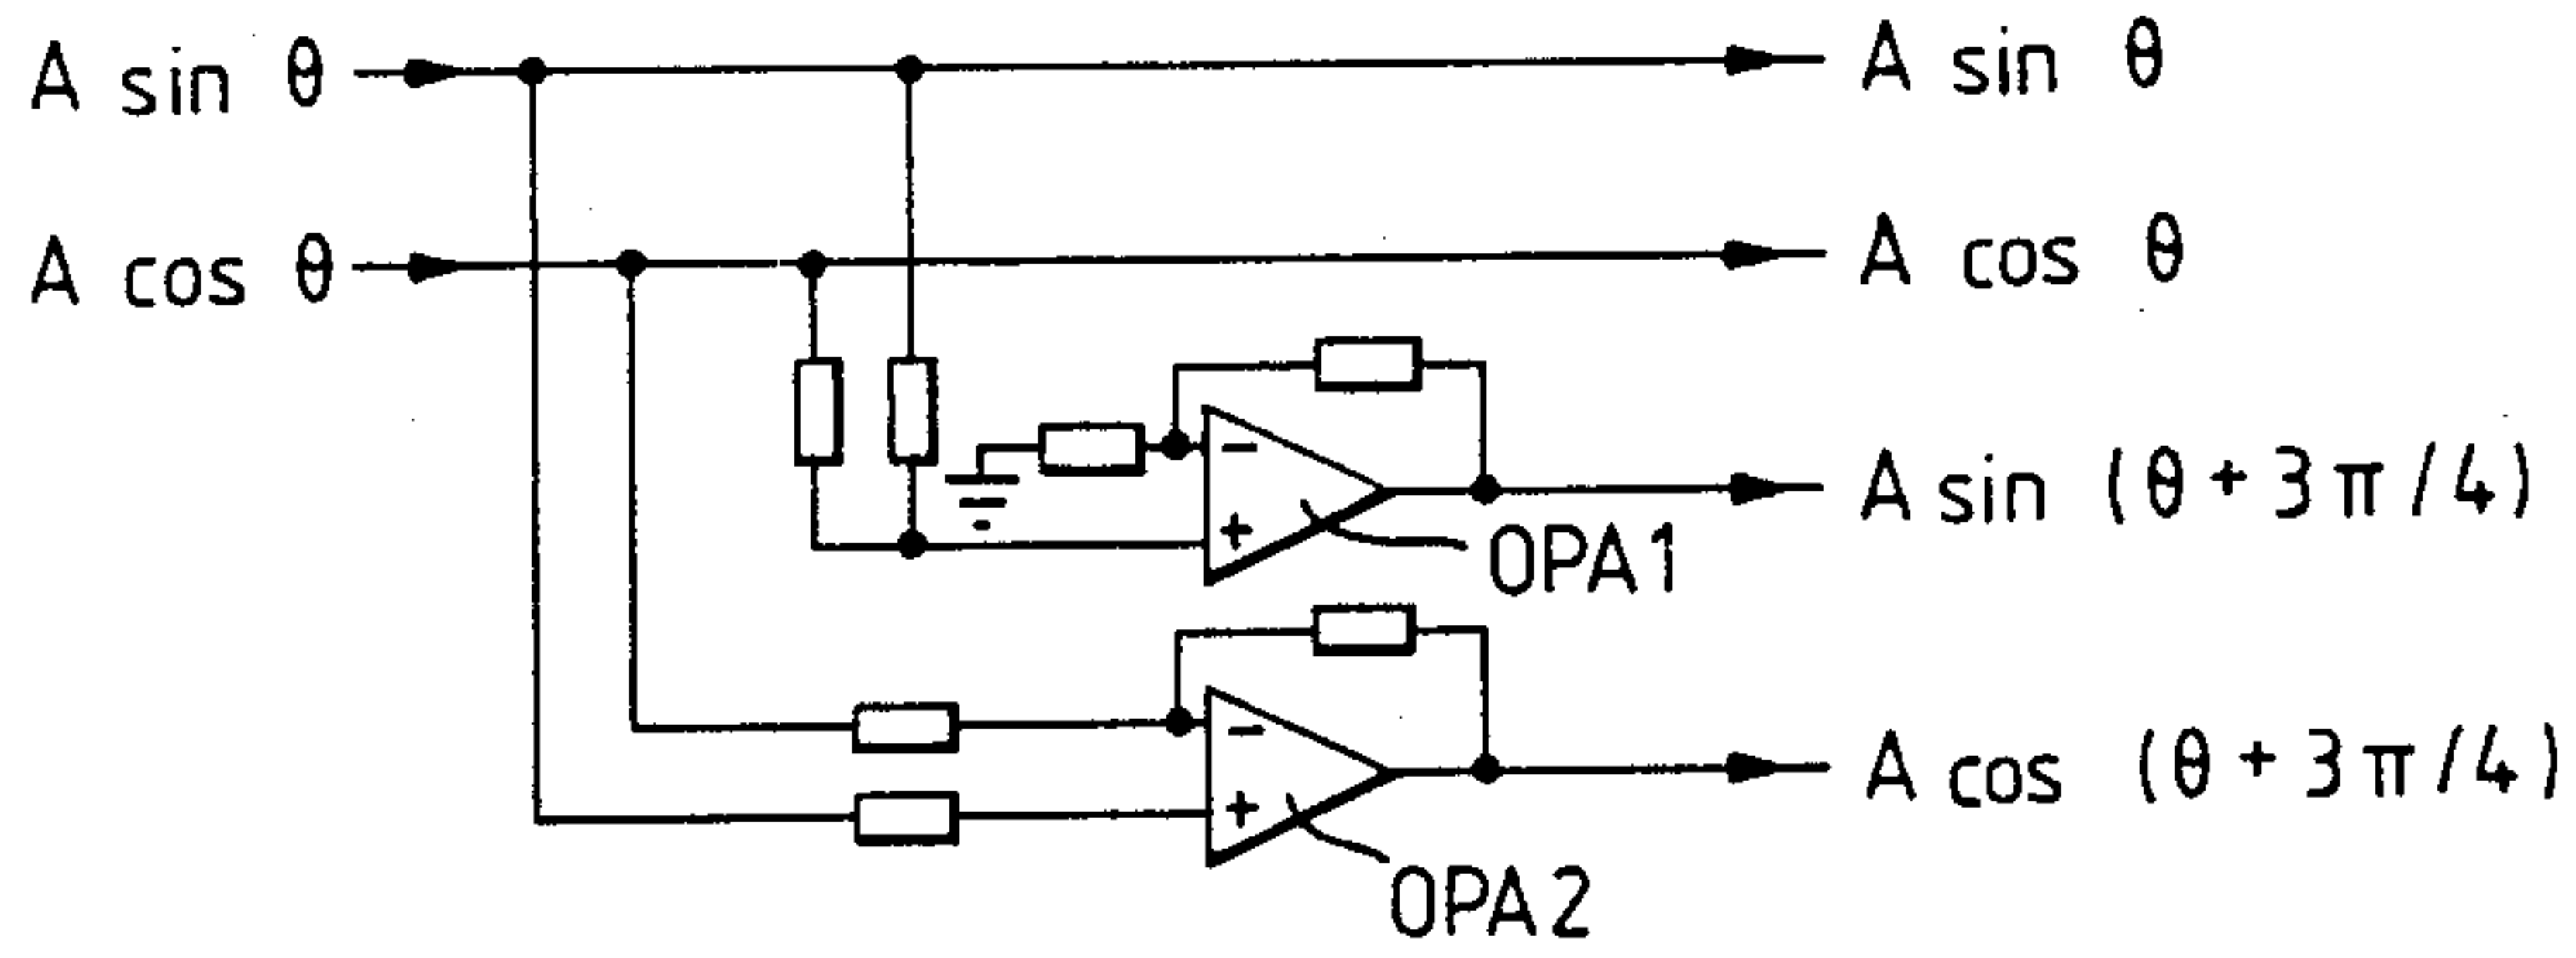 A sin θ
A sin θ
A cos θ
A cos θ
-
+
A sin (θ + 3π/4)
OPA1
-
+
A cos (θ + 3π/4)
OPA2